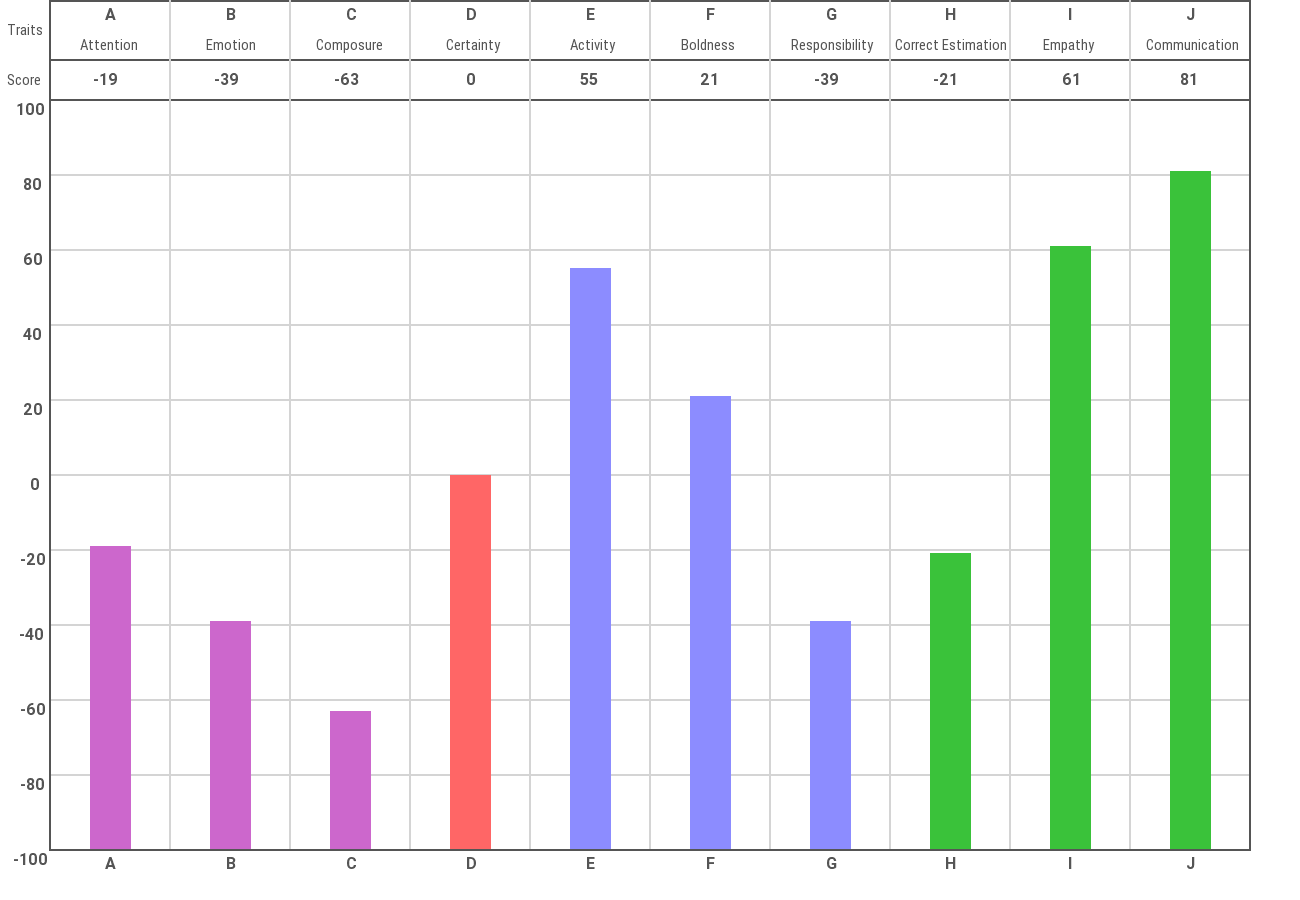 A B C D E F G H I J
Traits
Attention Emotion Composure Certainty Activity Boldness Responsibility Correct Estimation Empathy Communication
Score -19 -39 -63 0 55 21 -39 -21 61 81
100
80
60
40
20
0
-20
-40
-60
-80
-100
A B C D E F G H I J